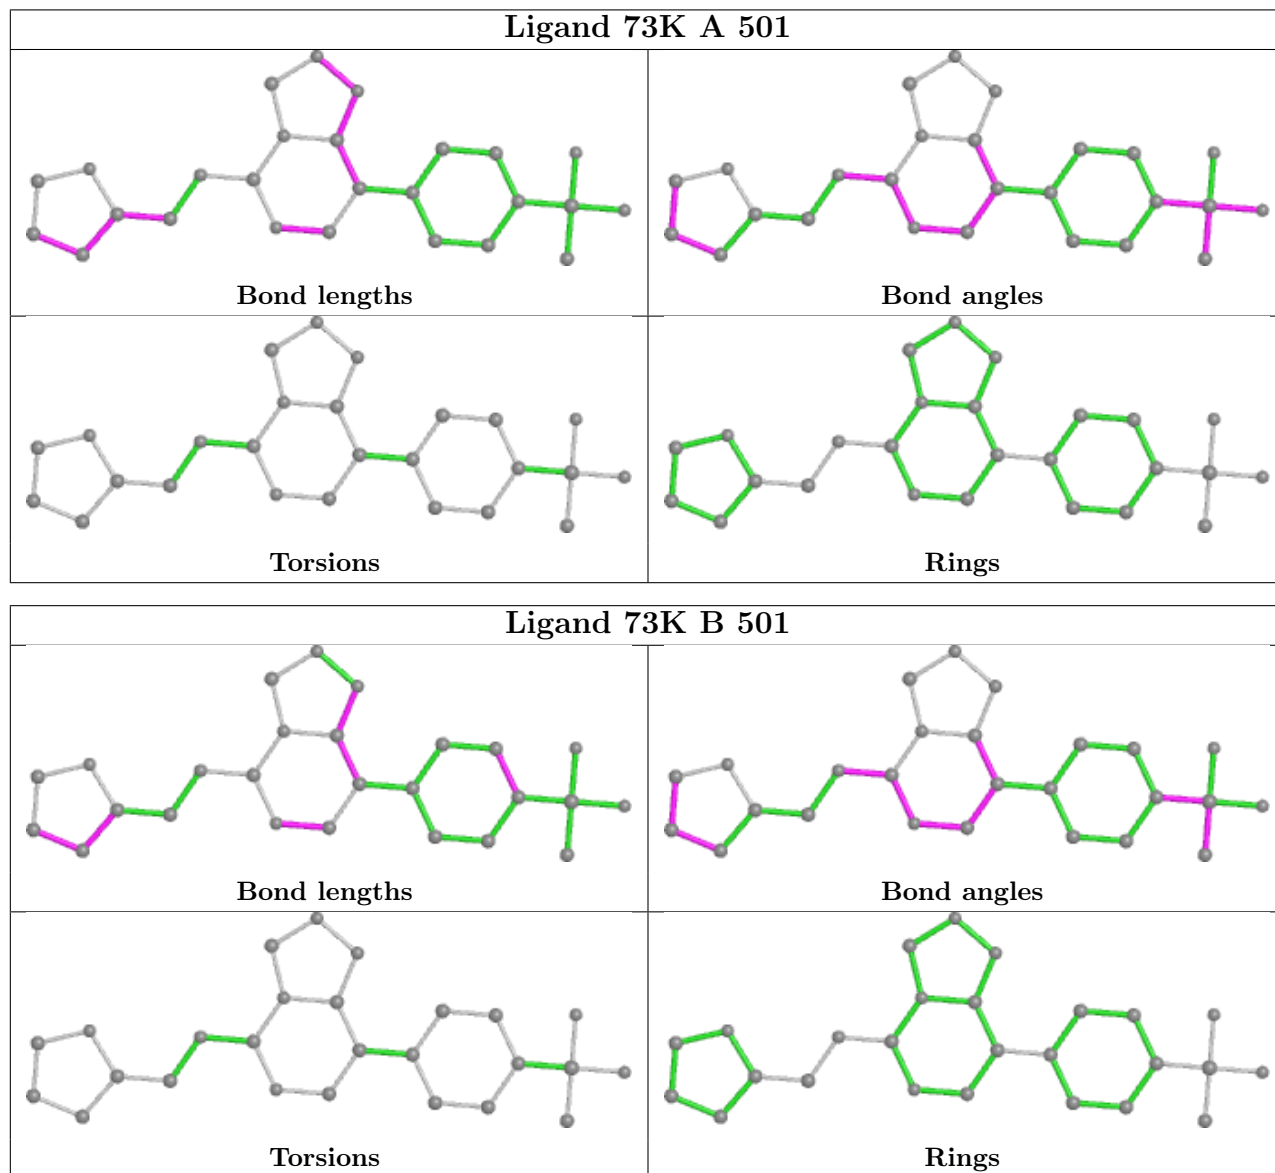 Ligand 73K A 501
Bond lengths
Bond angles
Torsions
Rings
Ligand 73K B 501
Bond lengths
Bond angles
Torsions
Rings